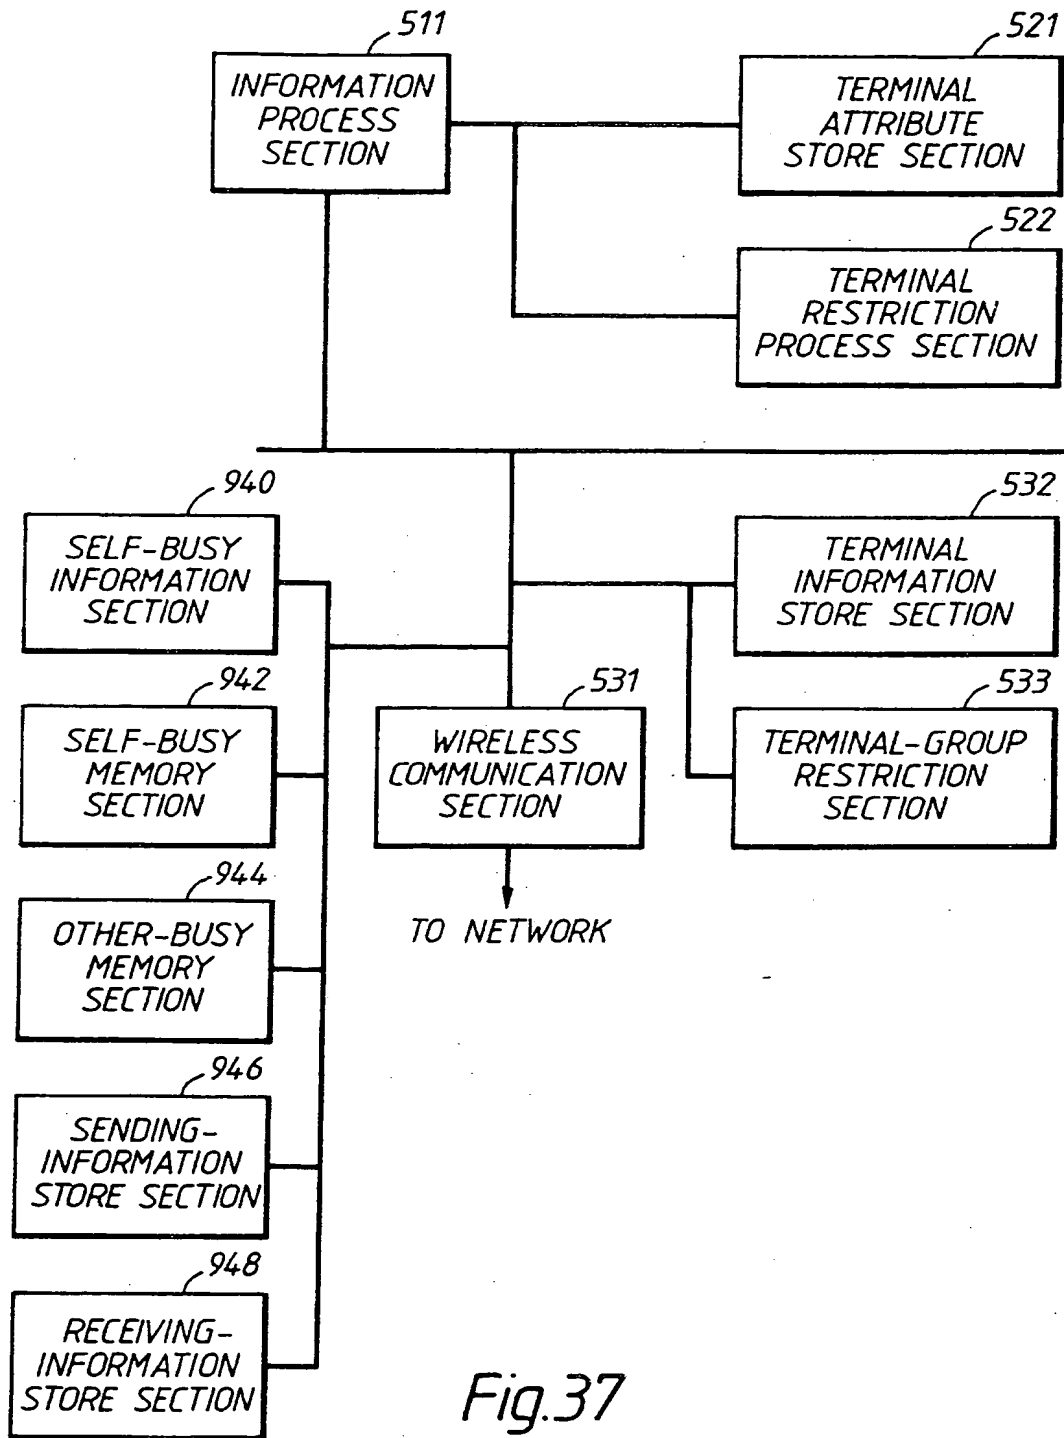 511
INFORMATION
PROCESS
SECTION
521
TERMINAL
ATTRIBUTE
STORE SECTION
522
TERMINAL
RESTRICTION
PROCESS SECTION
940
SELF-BUSY
INFORMATION
SECTION
532
TERMINAL
INFORMATION
STORE SECTION
942
SELF-BUSY
MEMORY
SECTION
531
WIRELESS
COMMUNICATION
SECTION
533
TERMINAL-GROUP
RESTRICTION
SECTION
944
OTHER-BUSY
MEMORY
SECTION
TO NETWORK
946
SENDING-
INFORMATION
STORE SECTION
948
RECEIVING-
INFORMATION
STORE SECTION
Fig.37